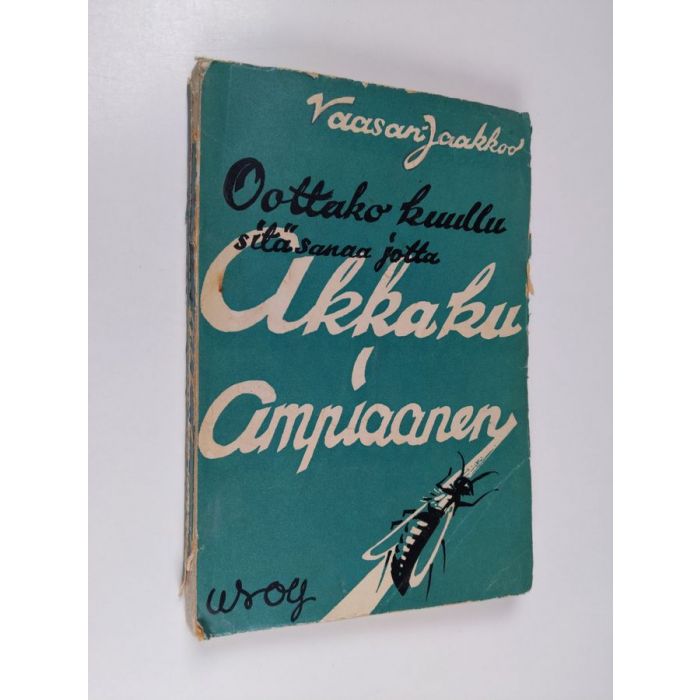 Vaasan-Jaakkoo
Oottako kuullu
sitä sanaa jotta
Akka ku
ampiaanen
WSOY